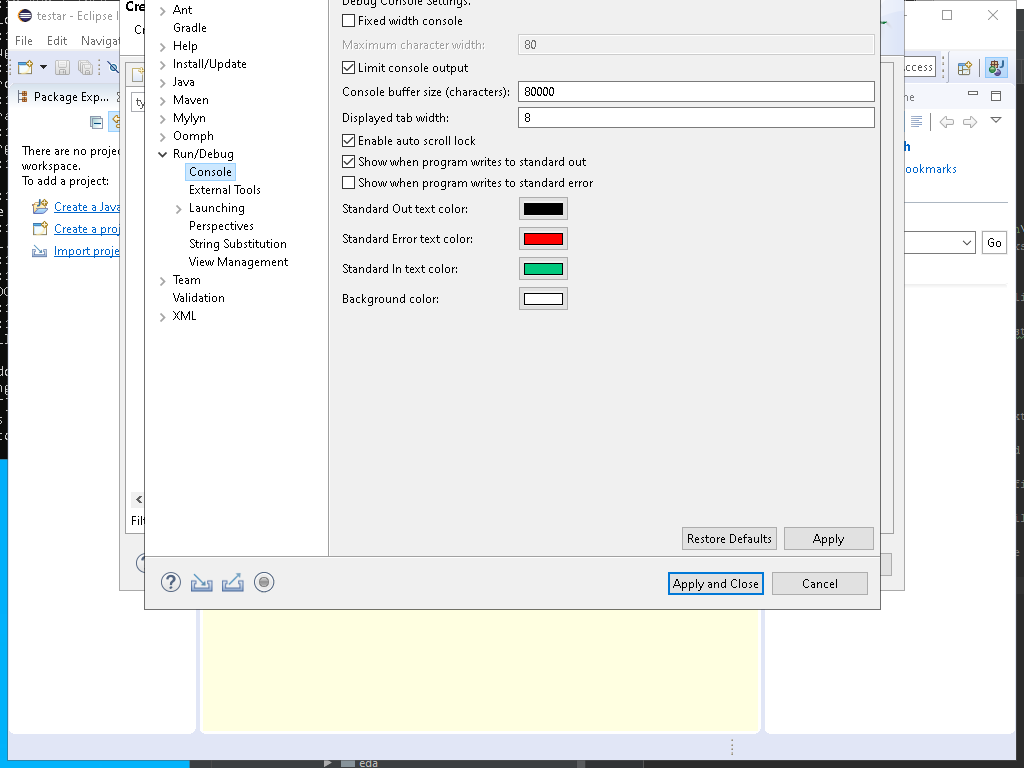 testar - Eclipse I
File Edit Navigat
Package Exp...
There are no projec
workspace.
To add a project:
Create a Java
Create a proj
Import proje
Cre
Cr
ty
Filt
Ant
Gradle
Help
Install/Update
Java
Maven
Mylyn
Oomph
Run/Debug
Console
External Tools
Launching
Perspectives
String Substitution
View Management
Team
Validation
XML
Debug Console Settings.
Fixed width console
Maximum character width: 80
Limit console output
Console buffer size (characters): 80000
Displayed tab width: 8
Enable auto scroll lock
Show when program writes to standard out
Show when program writes to standard error
Standard Out text color:
Standard Error text color:
Standard In text color:
Background color:
Restore Defaults Apply
Apply and Close Cancel
ccess
ne
h
ookmarks
Go
eda